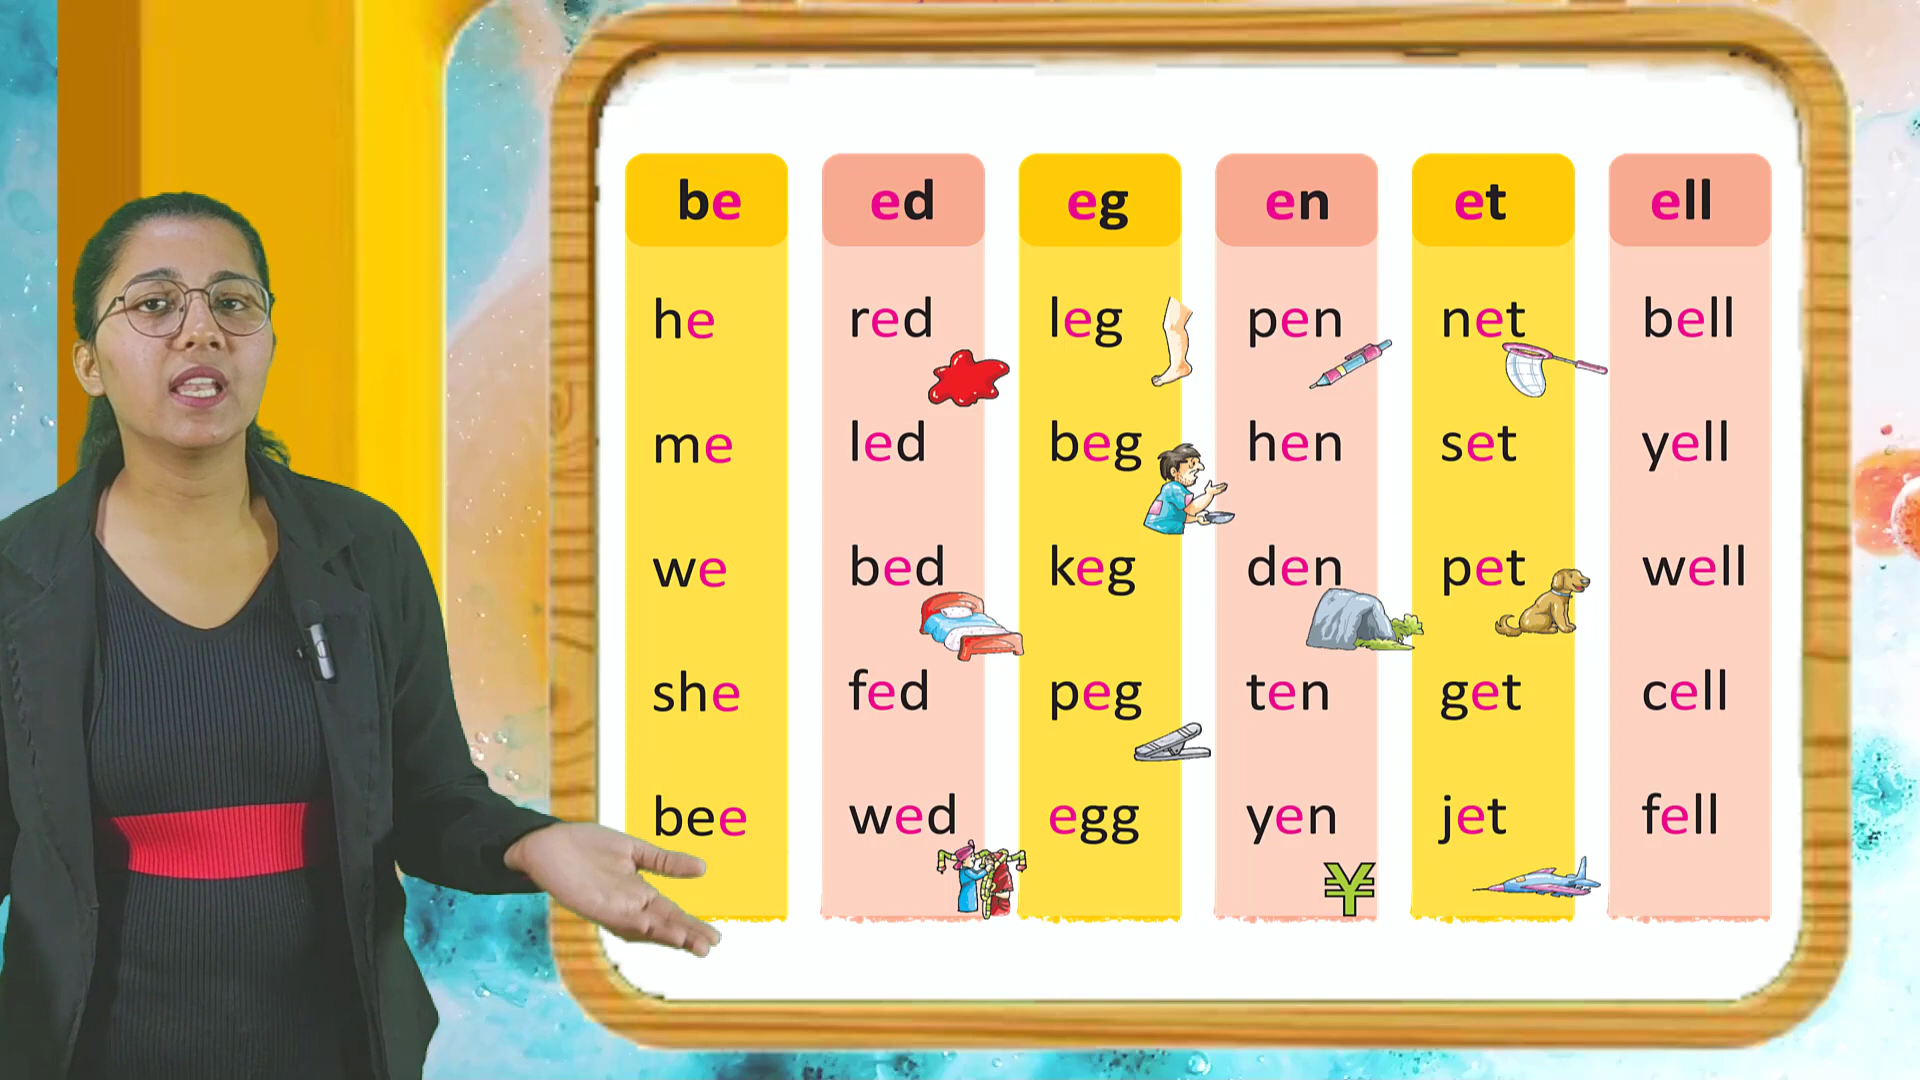 be ed eg en et ell
he red leg pen net bell
me led beg hen set yell
we bed keg den pet well
she fed peg ten get cell
bee wed egg yen jet fell
¥